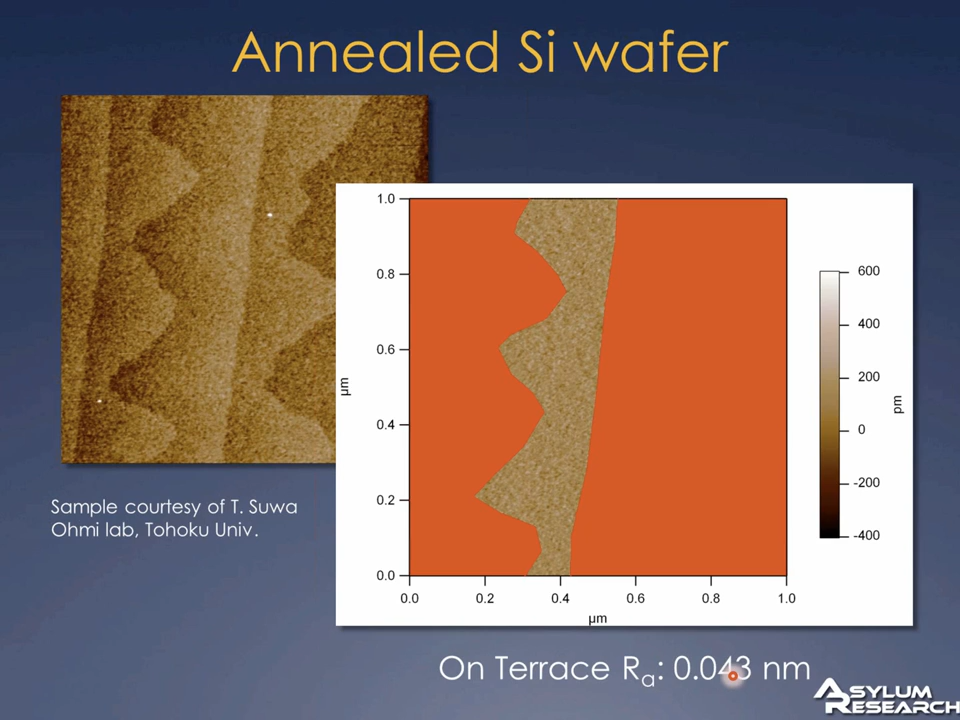 Annealed Si wafer
1.0
0.8
0.6
0.4
0.2
0.0
µm
0.0 0.2 0.4 0.6 0.8 1.0
µm
600
400
200
0
-200
-400
pm
Sample courtesy of T. Suwa
Ohmi lab, Tohoku Univ.
On Terrace Ra: 0.043 nm
ASYLUM
RESEARCH